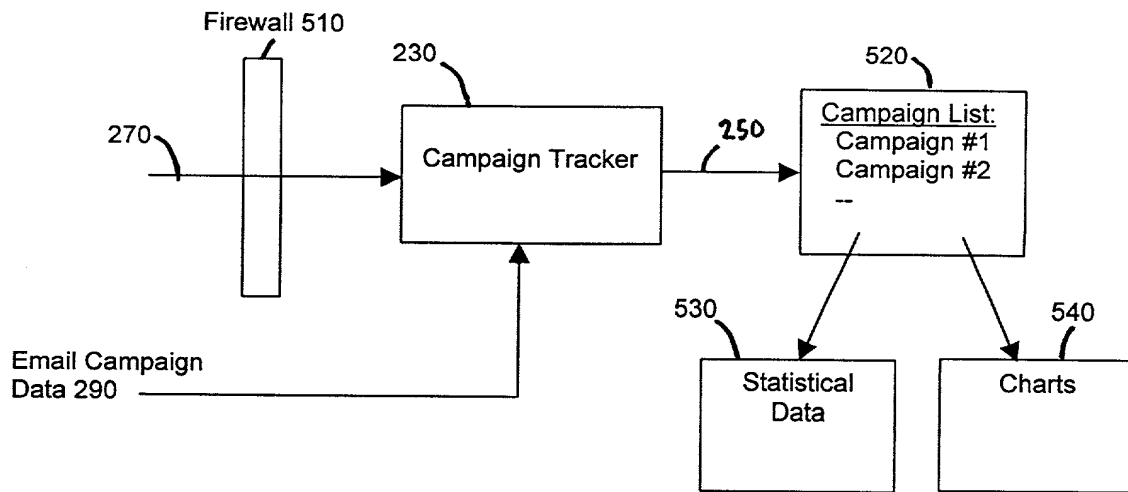 Firewall 510
230
520
270
Campaign Tracker
250
Campaign List:
Campaign #1
Campaign #2
--
530
540
Email Campaign
Data 290
Statistical
Data
Charts